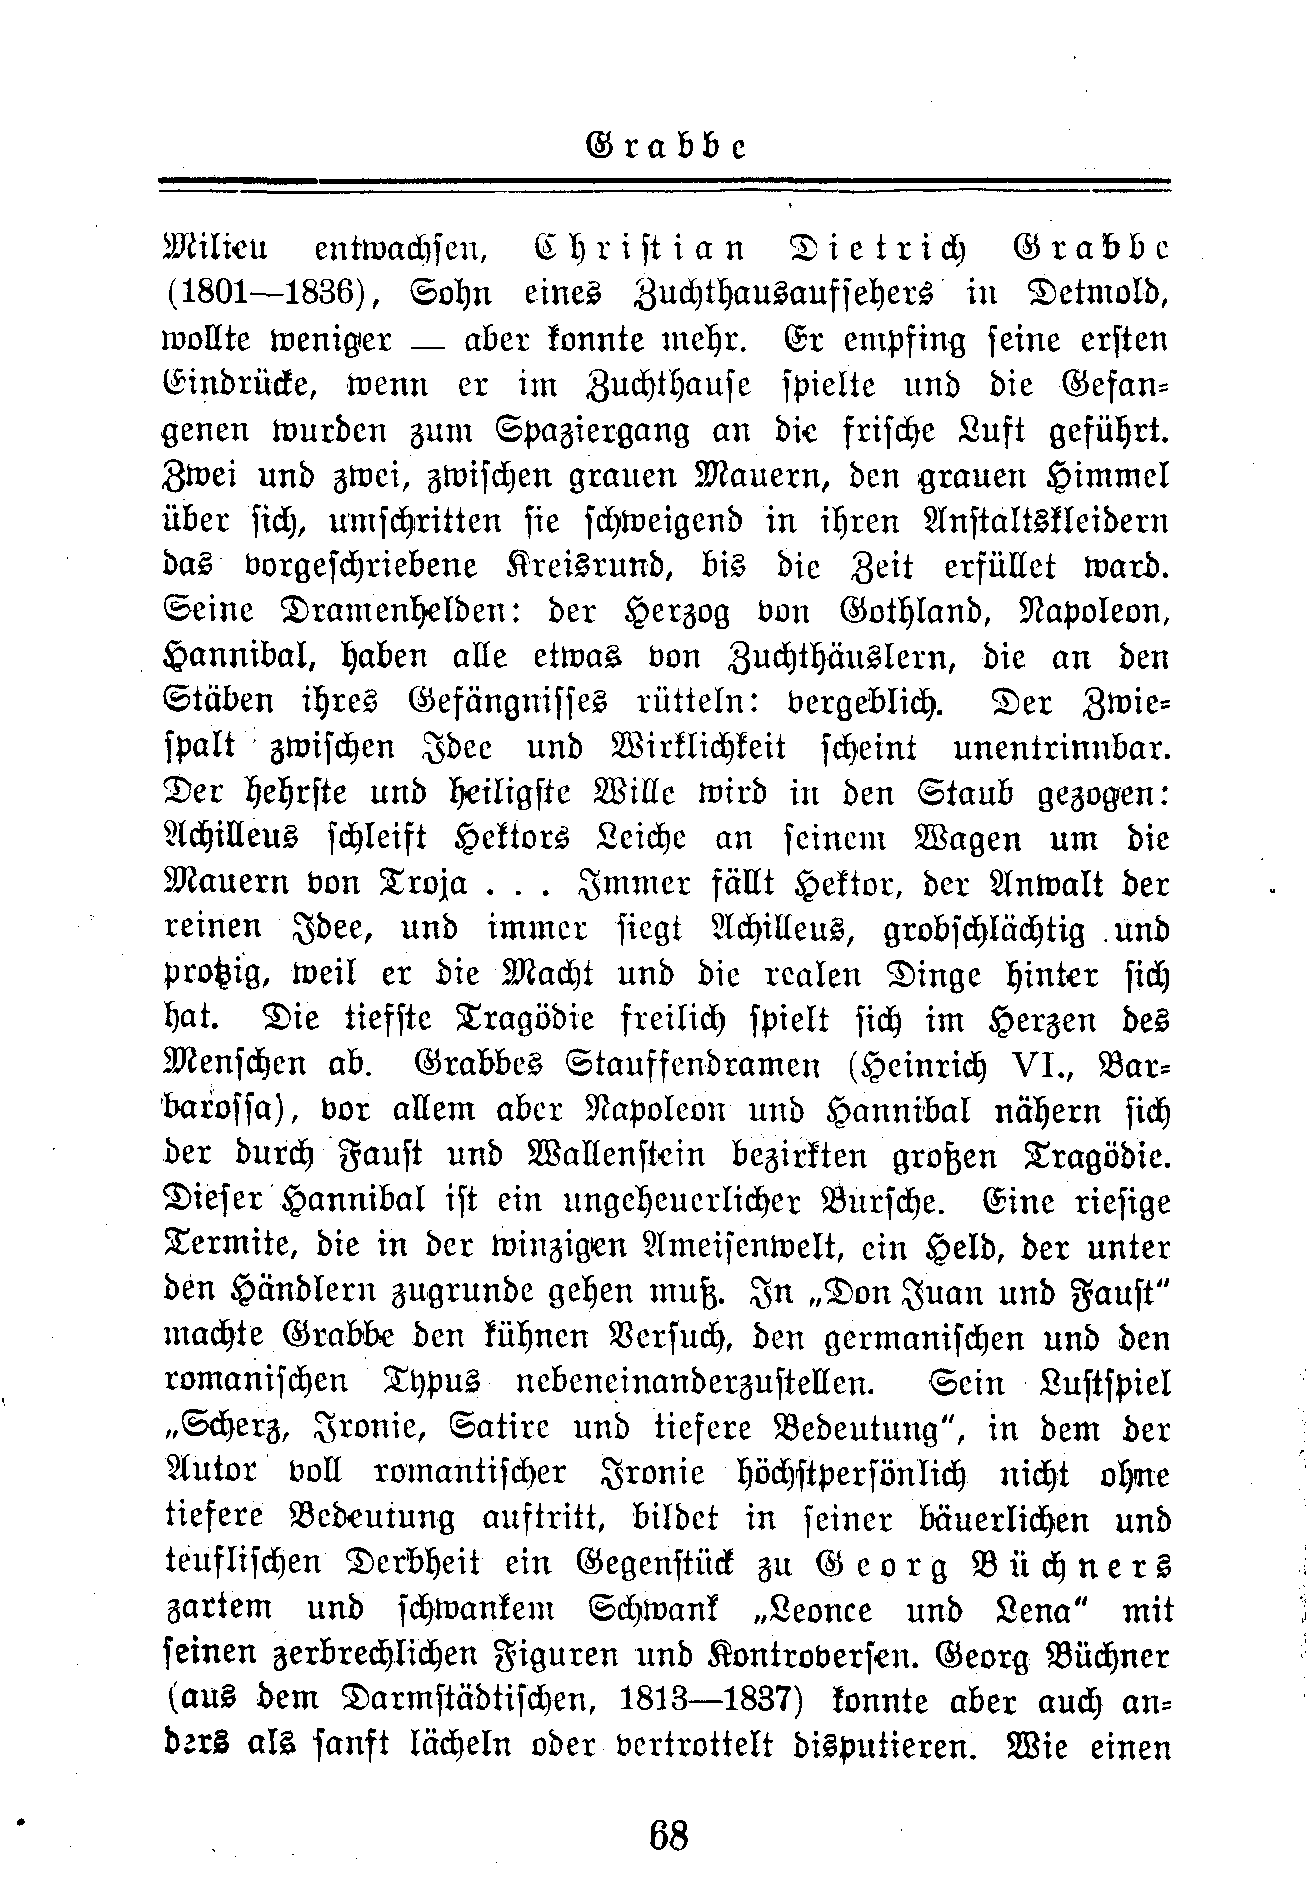 Grabbe
Milieu entwachsen, Christian Dietrich Grabbe
(1801—1836), Sohn eines Zuchthausaufsehers in Detmold,
wollte weniger — aber konnte mehr. Er empfing seine ersten
Eindrücke, wenn er im Zuchthause spielte und die Gefan=
genen wurden zum Spaziergang an die frische Luft geführt.
Zwei und zwei, zwischen grauen Mauern, den grauen Himmel
über sich, umschritten sie schweigend in ihren Anstaltskleidern
das vorgeschriebene Kreisrund, bis die Zeit erfüllet ward.
Seine Dramenhelden: der Herzog von Gothland, Napoleon,
Hannibal, haben alle etwas von Zuchthäuslern, die an den
Stäben ihres Gefängnisses rütteln: vergeblich. Der Zwie=
spalt zwischen Idee und Wirklichkeit scheint unentrinnbar.
Der hehrste und heiligste Wille wird in den Staub gezogen:
Achilleus schleift Hektors Leiche an seinem Wagen um die
Mauern von Troja . . . Immer fällt Hektor, der Anwalt der
reinen Idee, und immer siegt Achilleus, grobschlächtig und
protzig, weil er die Macht und die realen Dinge hinter sich
hat. Die tiefste Tragödie freilich spielt sich im Herzen des
Menschen ab. Grabbes Stauffendramen (Heinrich VI., Bar=
barossa), vor allem aber Napoleon und Hannibal nähern sich
der durch Faust und Wallenstein bezirkten großen Tragödie.
Dieser Hannibal ist ein ungeheuerlicher Bursche. Eine riesige
Termite, die in der winzigen Ameisenwelt, ein Held, der unter
den Händlern zugrunde gehen muß. In „Don Juan und Faust“
machte Grabbe den kühnen Versuch, den germanischen und den
romanischen Typus nebeneinanderzustellen. Sein Lustspiel
„Scherz, Ironie, Satire und tiefere Bedeutung“, in dem der
Autor voll romantischer Ironie höchstpersönlich nicht ohne
tiefere Bedeutung auftritt, bildet in seiner bäuerlichen und
teuflischen Derbheit ein Gegenstück zu Georg Büchners
zartem und schwankem Schwank „Leonce und Lena“ mit
seinen zerbrechlichen Figuren und Kontroversen. Georg Büchner
(aus dem Darmstädtischen, 1813—1837) konnte aber auch an=
ders als sanft lächeln oder vertrottelt disputieren. Wie einen
68